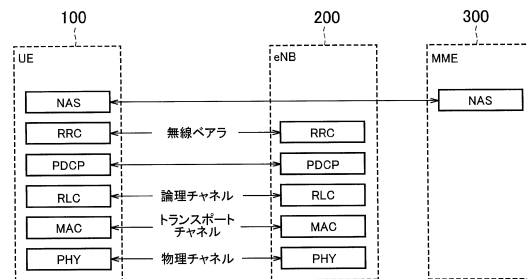 100
200
300
UE
eNB
MME
NAS
NAS
RRC
無線ベアラ
RRC
PDCP
PDCP
RLC
論理チャネル
RLC
MAC
トランスポート
チャネル
MAC
PHY
物理チャネル
PHY